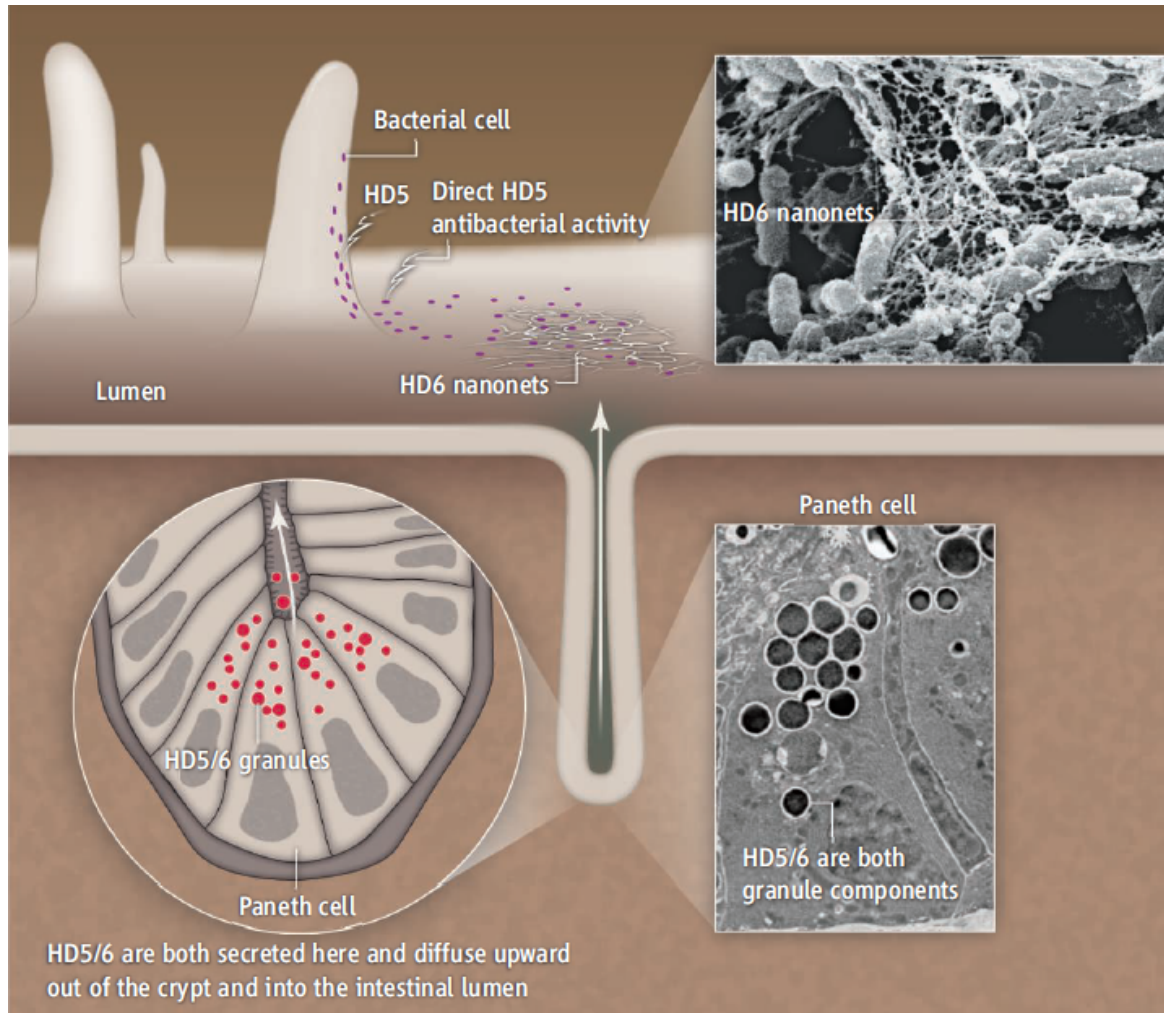 Bacterial cell
HD5
Direct HD5
antibacterial activity
HD6 nanonets
HD6 nanonets
Lumen
Paneth cell
HD5/6 granules
HD5/6 are both
granule components
Paneth cell
HD5/6 are both secreted here and diffuse upward
out of the crypt and into the intestinal lumen